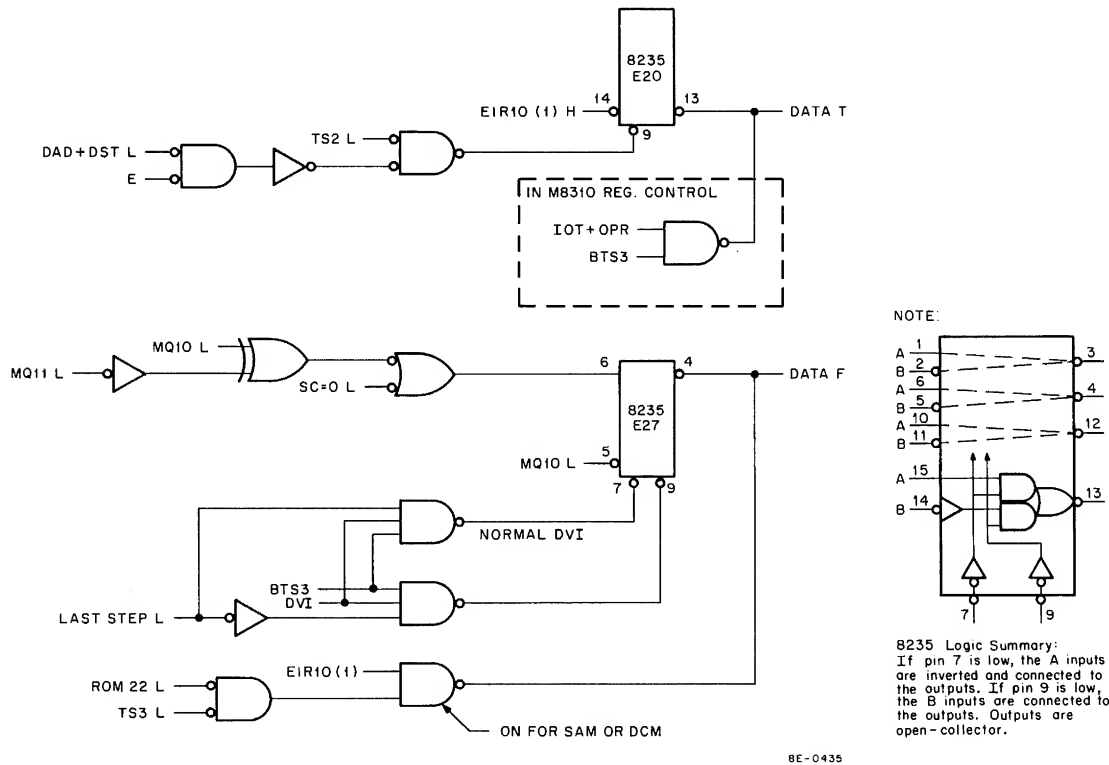 8235
E20
EIR10 (1) H
14
13
DATA T
9
TS2 L
DAD+DST L
E
IN M8310 REG. CONTROL
IOT+OPR
BTS3
MQ10 L
MQ11 L
SC=0 L
6
4
DATA F
8235
E27
MQ10 L
5
7
9
NORMAL DVI
BTS3
DVI
LAST STEP L
EIR10 (1)
ROM 22 L
TS3 L
ON FOR SAM OR DCM
8E-0435
NOTE:
A 1
3
B 2
A 6
4
B 5
A 10
12
B 11
A 15
13
B 14
7
9
8235 Logic Summary:
If pin 7 is low, the A inputs
are inverted and connected to
the outputs. If pin 9 is low,
the B inputs are connected to
the outputs. Outputs are
open-collector.